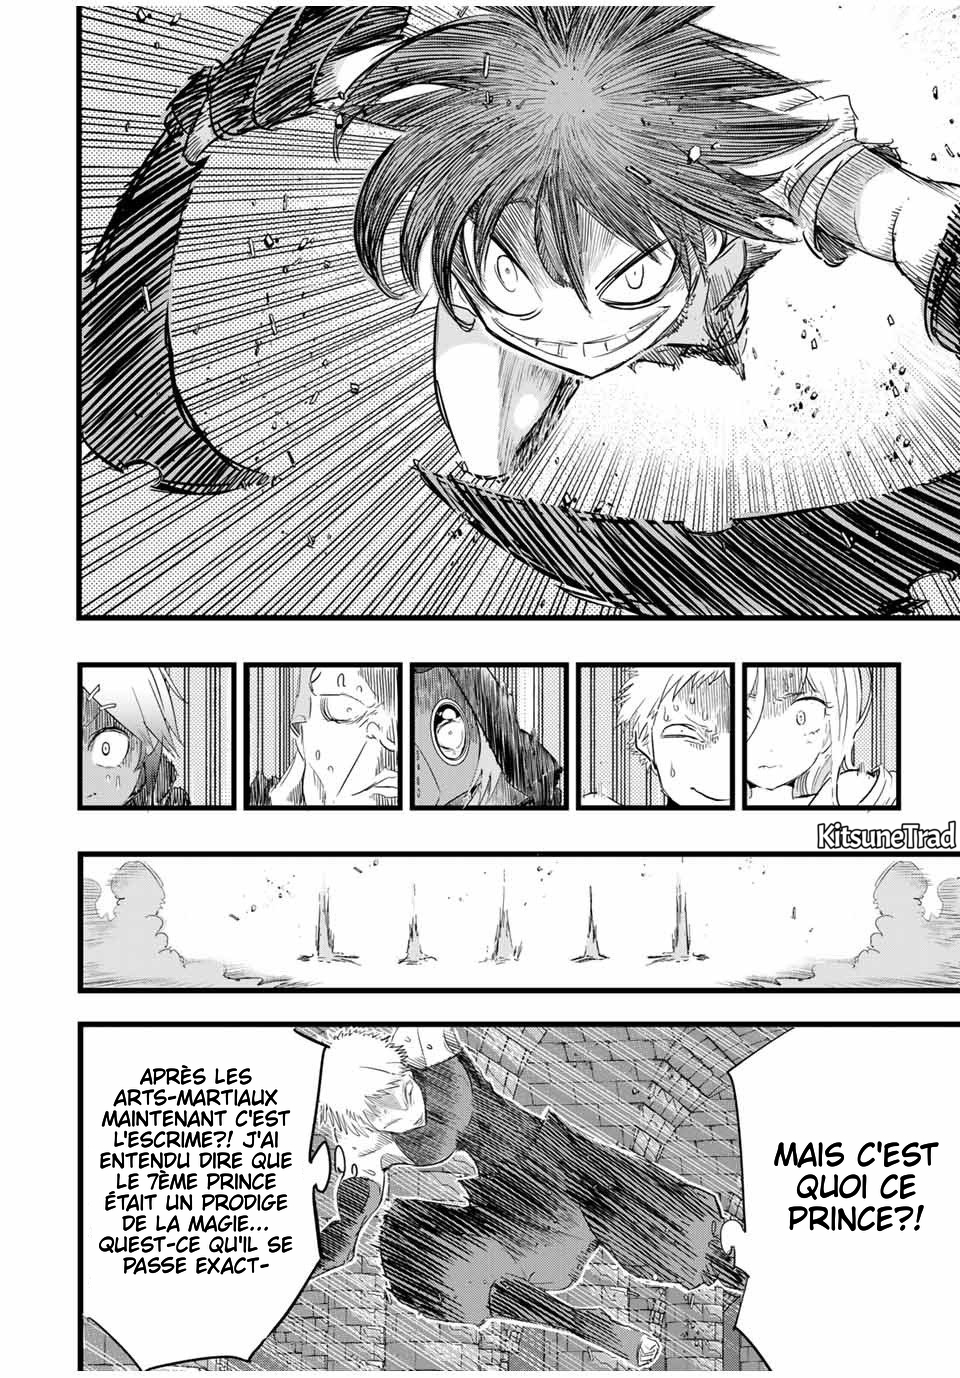 KitsuneTrad
MAIS C'EST
QUOI CE
PRINCE?!
APRÈS LES
ARTS-MARTIAUX
MAINTENANT C'EST
L'ESCRIME?! J'AI
ENTENDU DIRE QUE
LE 7ÈME PRINCE
ÉTAIT UN PRODIGE
DE LA MAGIE...
QUEST-CE QU'IL SE
PASSE EXACT-